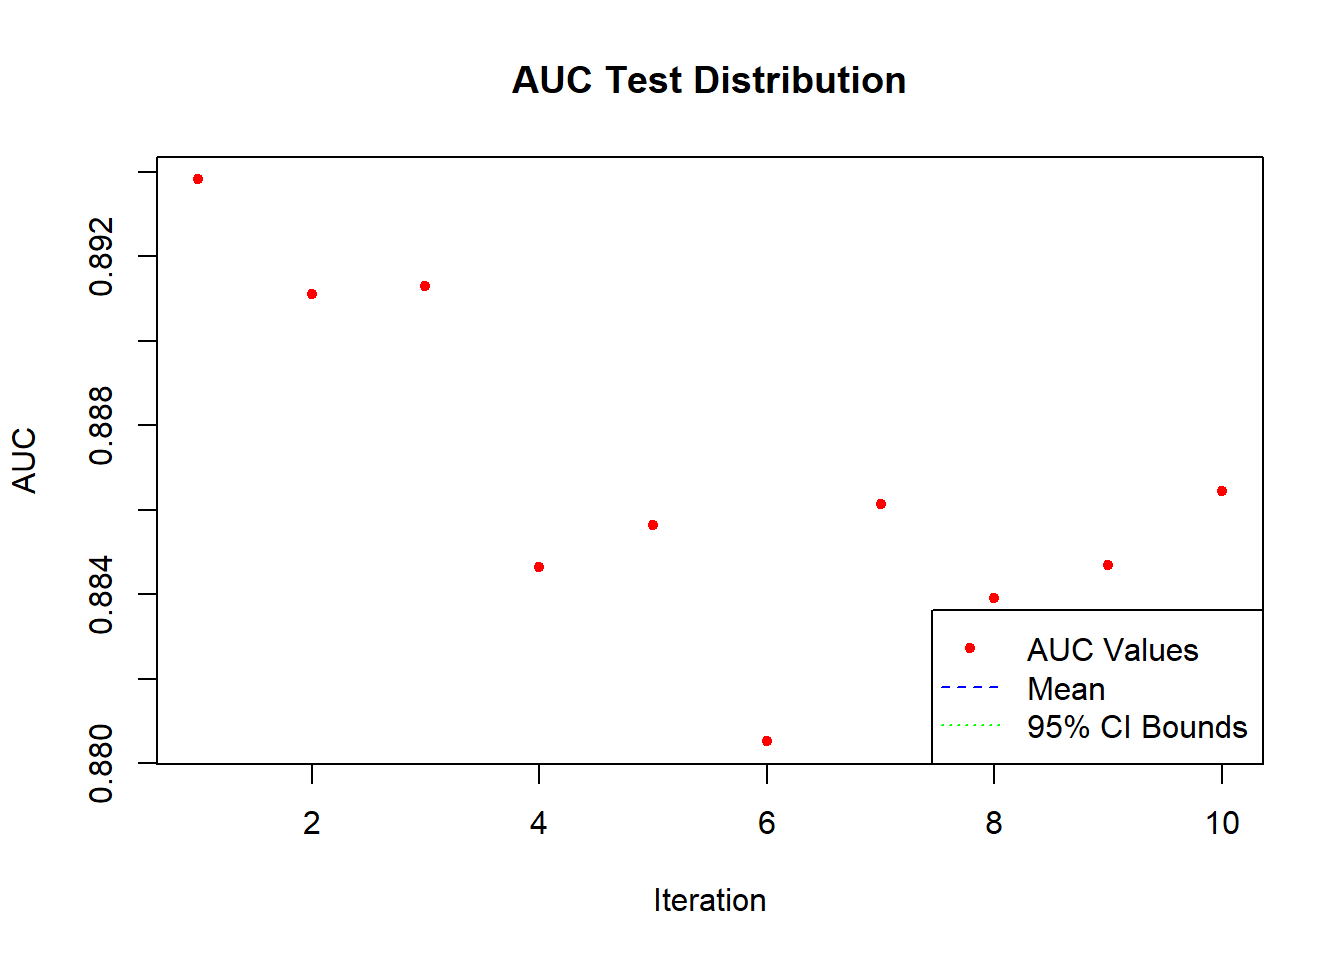 AUC Test Distribution
AUC
0.892
0.888
0.884
0.880
AUC Values
Mean
95% CI Bounds
2 4 6 8 10
Iteration